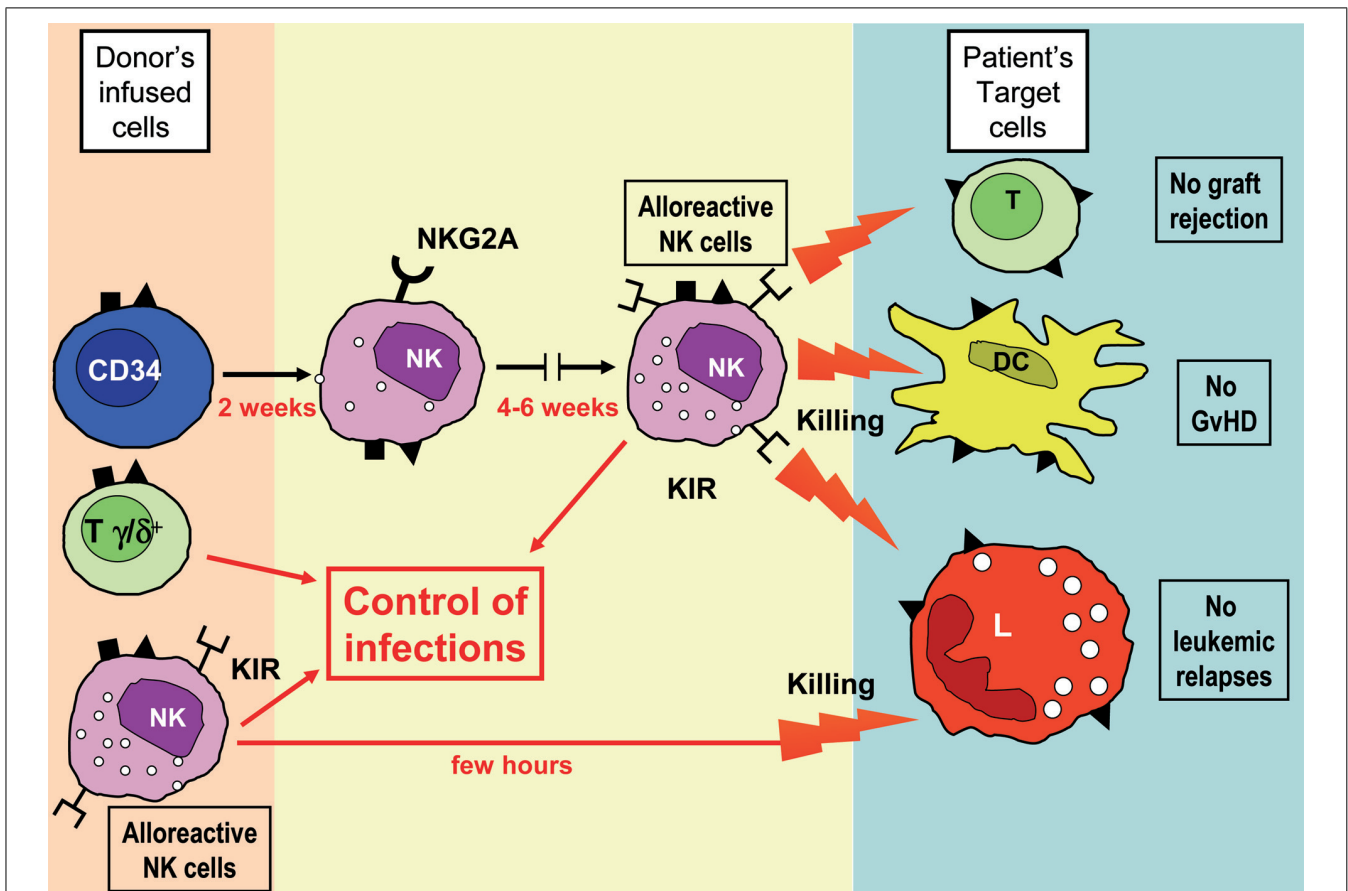 Donor's
infused
cells
Patient's
Target
cells
T
No graft
rejection
Alloreactive
NK cells
NKG2A
CD34
2 weeks
NK
4-6 weeks
NK
Killing
KIR
DC
No
GvHD
T γ/δ+
Control of
infections
L
No
leukemic
relapses
KIR
NK
Killing
few hours
Alloreactive
NK cells